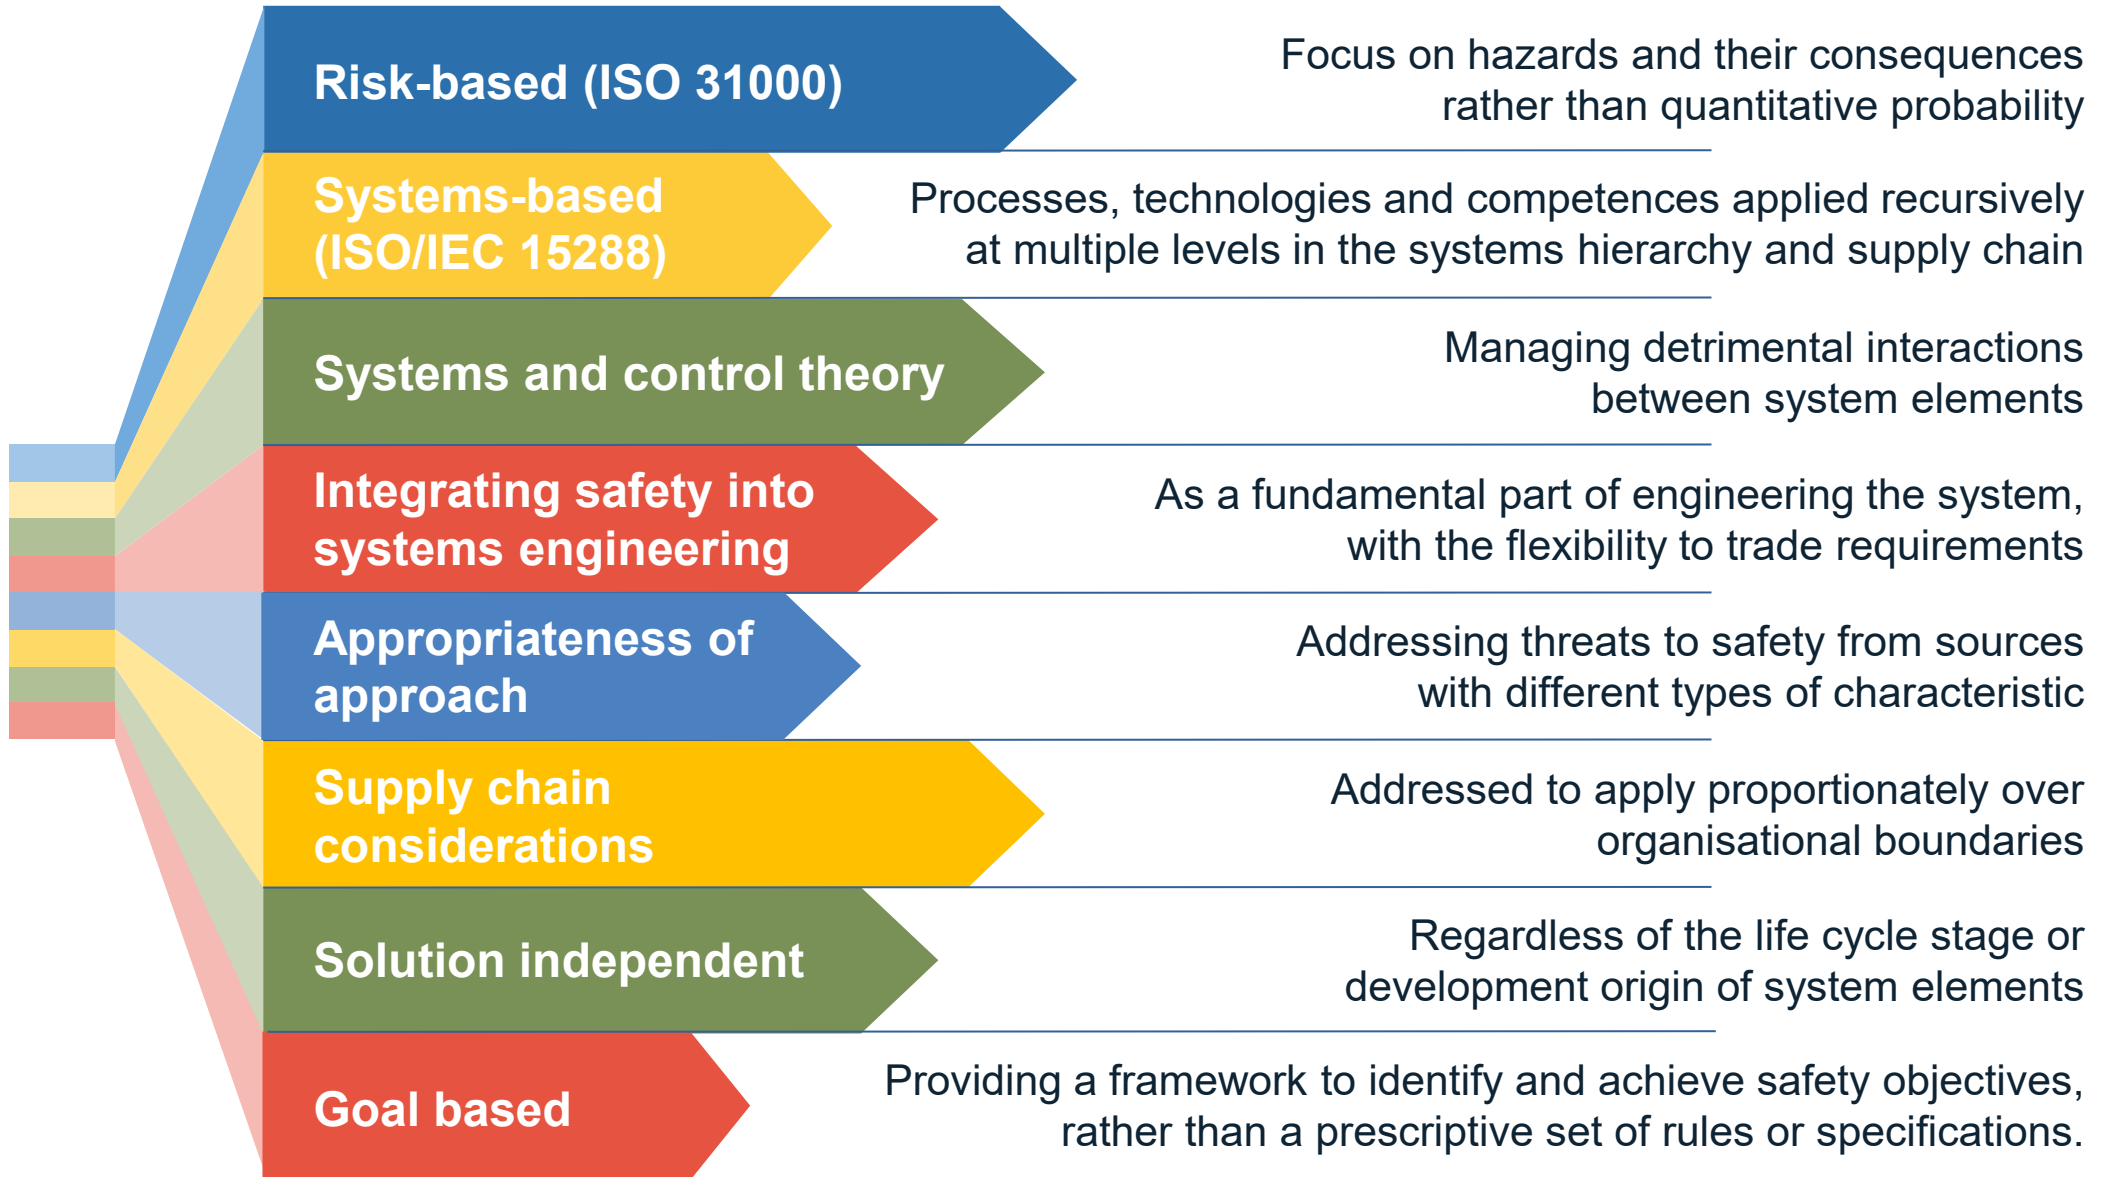 Risk-based (ISO 31000)
Focus on hazards and their consequences
rather than quantitative probability
Systems-based
(ISO/IEC 15288)
Processes, technologies and competences applied recursively
at multiple levels in the systems hierarchy and supply chain
Systems and control theory
Managing detrimental interactions
between system elements
Integrating safety into
systems engineering
As a fundamental part of engineering the system,
with the flexibility to trade requirements
Appropriateness of
approach
Addressing threats to safety from sources
with different types of characteristic
Supply chain
considerations
Addressed to apply proportionately over
organisational boundaries
Solution independent
Regardless of the life cycle stage or
development origin of system elements
Goal based
Providing a framework to identify and achieve safety objectives,
rather than a prescriptive set of rules or specifications.